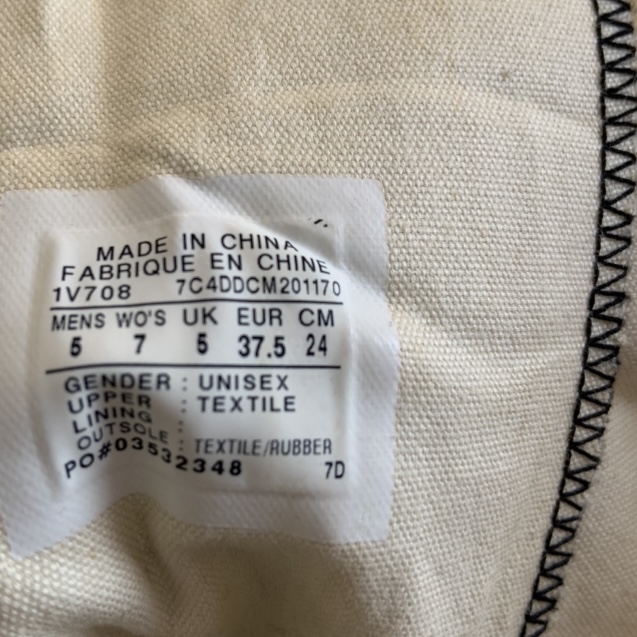 MADE IN CHINA
FABRIQUE EN CHINE
1V708 7C4DDCM201170
MENS WO'S UK EUR CM
5 7 5 37.5 24
GENDER : UNISEX
UPPER : TEXTILE
LINING :
OUTSOLE : TEXTILE/RUBBER
PO#03532348 7D